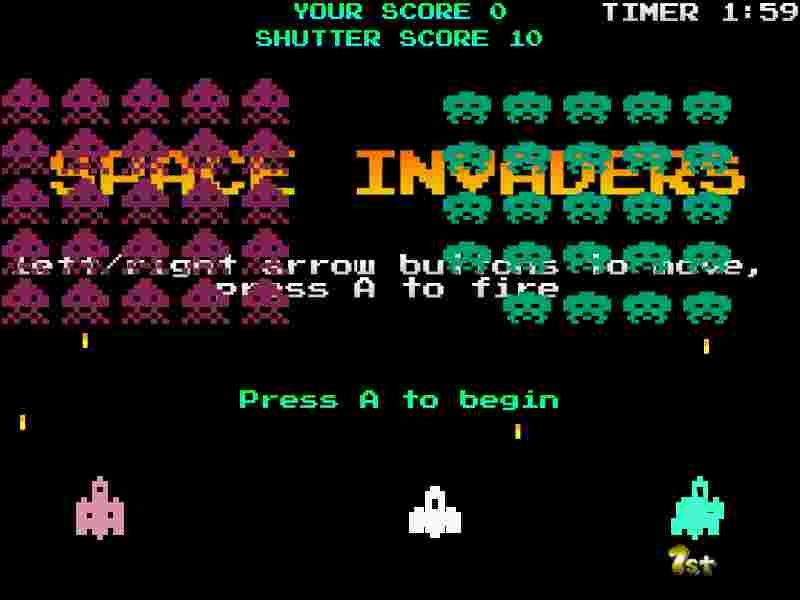 YOUR SCORE 0
TIMER 1:59
SHUTTER SCORE 10
SPACE INVADERS
Left/right arrow buttons to move,
press A to fire
Press A to begin
1st